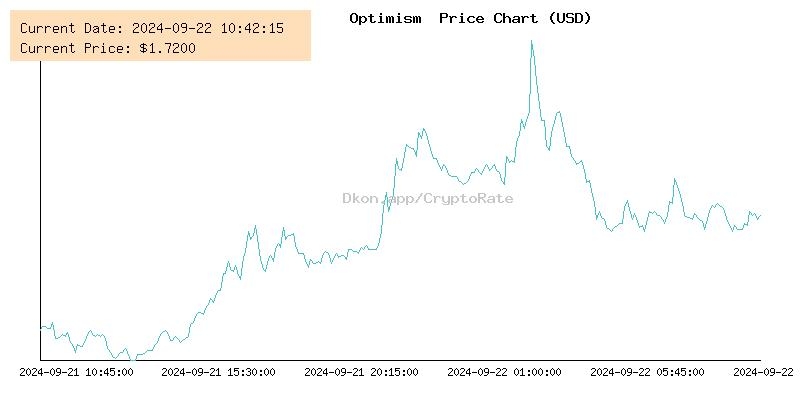 Optimism  Price Chart (USD)
Current Date: 2024-09-22 10:42:15
Current Price: $1.7200
Dkon.app/CryptoRate
2024-09-21 10:45:00 2024-09-21 15:30:00 2024-09-21 20:15:00 2024-09-22 01:00:00 2024-09-22 05:45:00 2024-09-22